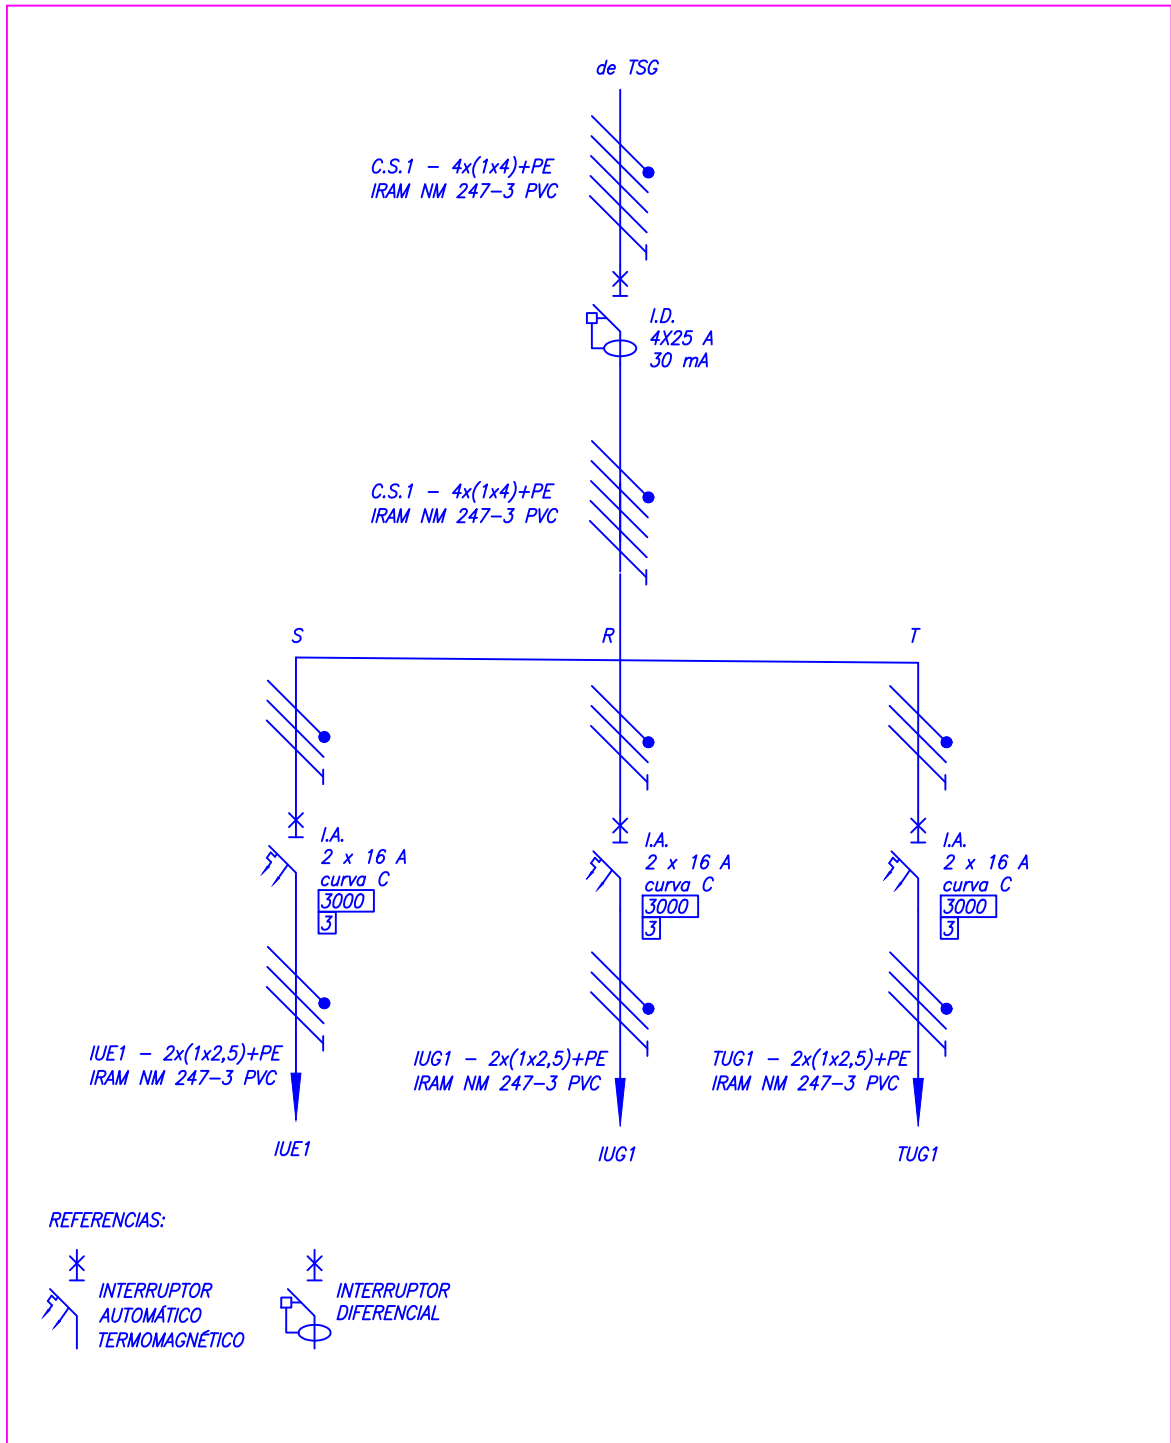 de TSG
C.S.1 - 4x(1x4)+PE
IRAM NM 247-3 PVC
I.D.
4X25 A
30 mA
C.S.1 - 4x(1x4)+PE
IRAM NM 247-3 PVC
S
R
T
I.A.
2 x 16 A
curva C
3000
3
I.A.
2 x 16 A
curva C
3000
3
I.A.
2 x 16 A
curva C
3000
3
IUE1 - 2x(1x2,5)+PE
IRAM NM 247-3 PVC
IUG1 - 2x(1x2,5)+PE
IRAM NM 247-3 PVC
TUG1 - 2x(1x2,5)+PE
IRAM NM 247-3 PVC
IUE1
IUG1
TUG1
REFERENCIAS:
INTERRUPTOR
AUTOMÁTICO
TERMOMAGNÉTICO
INTERRUPTOR
DIFERENCIAL